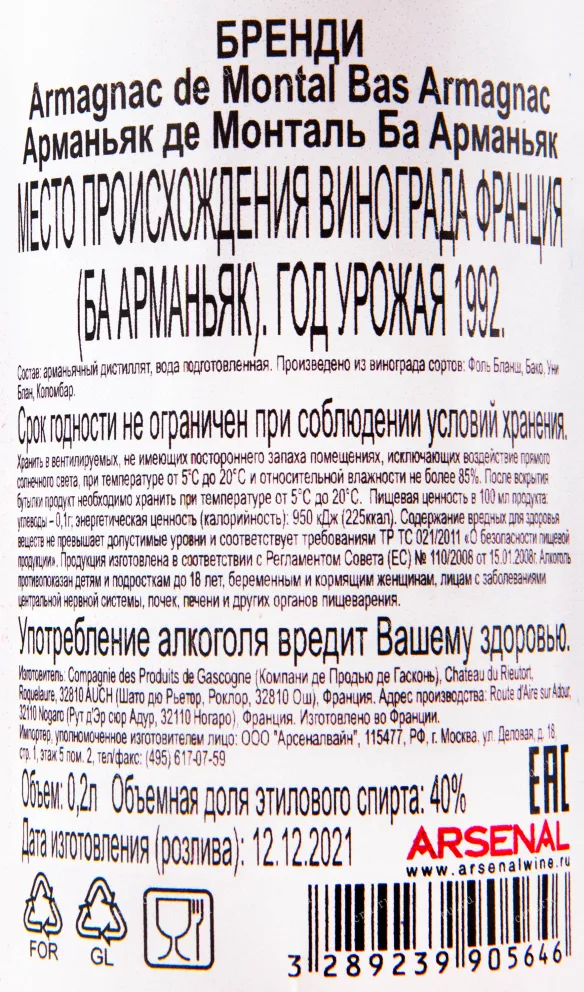 БРЕНДИ
Armagnac de Montal Bas Armagnac
Арманьяк де Монталь Ба Арманьяк
МЕСТО ПРОИСХОЖДЕНИЯ ВИНОГРАДА ФРАНЦИЯ
(БА АРМАНЬЯК). ГОД УРОЖАЯ 1992.
Состав: арманьячный дистиллят, вода подготовленная. Произведено из винограда сортов: Фоль Бланш, Бако, Уни
Блан, Коломбар.
Срок годности не ограничен при соблюдении условий хранения.
Хранить в вентилируемых, не имеющих постороннего запаха помещениях, исключающих воздействие прямого
солнечного света, при температуре от 5°С до 20°С и относительной влажности не более 85%. После вскрытия
бутылки продукт необходимо хранить при температуре от 5°С до 20°С. Пищевая ценность в 100 мл продукта:
углеводы – 0,1г; энергетическая ценность (калорийность): 950 кДж (225ккал). Содержание вредных для здоровья
веществ не превышает допустимые уровни и соответствует требованиям ТР ТС 021/2011 «О безопасности пищевой
продукции». Продукция изготовлена в соответствии с Регламентом Совета (ЕС) № 110/2008 от 15.01.2008г. Алкоголь
противопоказан детям и подросткам до 18 лет, беременным и кормящим женщинам, лицам с заболеваниями
центральной нервной системы, почек, печени и других органов пищеварения.
Употребление алкоголя вредит Вашему здоровью.
Изготовитель: Compagnie des Produits de Gascogne (Компани де Продью де Гасконь), Chateau du Rieutort,
Roquelaure, 32810 AUCH (Шато дю Рьетор, Роклор, 32810 Ош), Франция. Адрес производства: Route d'Aire sur Adour,
32110 Nogaro (Рут д'Эр сюр Адур, 32110 Ногаро), Франция. Изготовлено во Франции.
Импортер, уполномоченное изготовителем лицо: ООО "Арсеналвайн", 115477, РФ, г. Москва, ул. Деловая, д. 18,
стр. 1, этаж 5 пом. 2, тел/факс: (495) 617-07-59
Объем: 0,2л Объемная доля этилового спирта: 40%
EAC
Дата изготовления (розлива): 12.12.2021
ARSENAL
www.arsenalwine.ru
FOR
GL
3 289239 905646